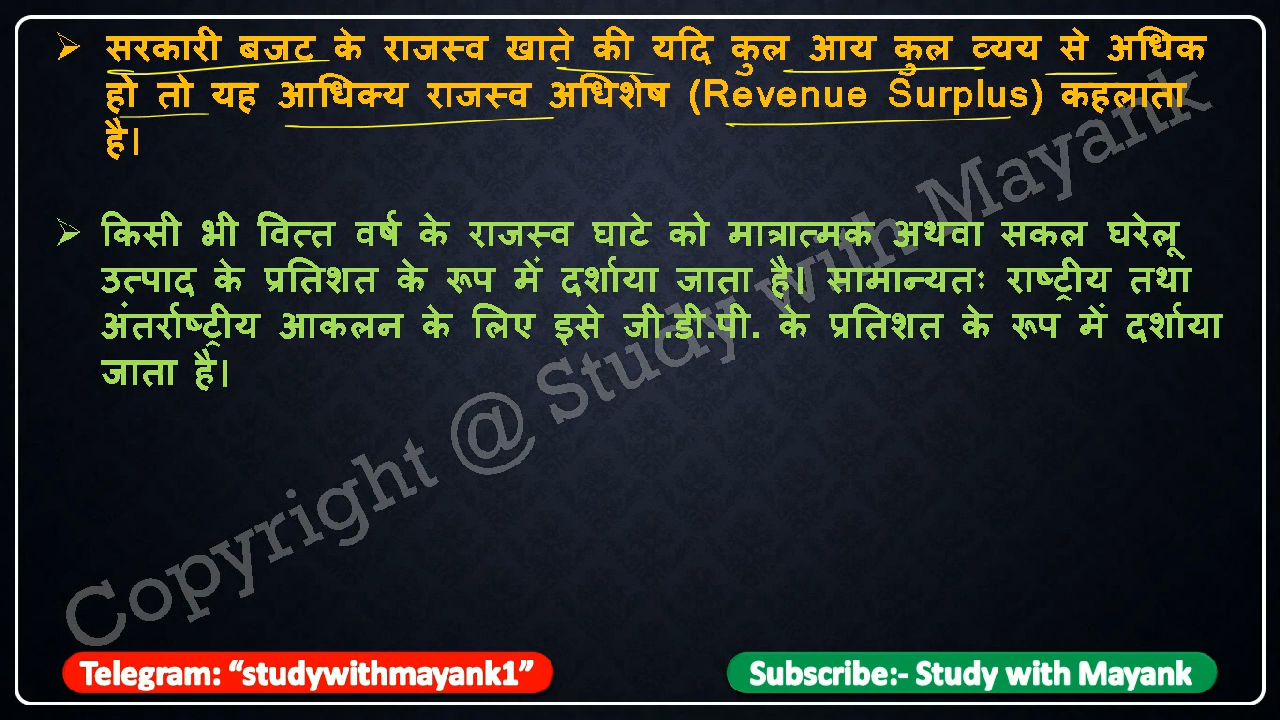 सरकारी बजट के राजस्व खाते की यदि कुल आय कुल व्यय से अधिक
हो तो यह आधिक्य राजस्व अधिशेष (Revenue Surplus) कहलाता
है।
किसी भी वित्त वर्ष के राजस्व घाटे को मात्रात्मक अथवा सकल घरेलू
उत्पाद के प्रतिशत के रूप में दर्शाया जाता है। सामान्यतः राष्ट्रीय तथा
अंतर्राष्ट्रीय आकलन के लिए इसे जी.डी.पी. के प्रतिशत के रूप में दर्शाया
जाता है।
Copyright @ Study with Mayank
Telegram: “studywithmayank1”
Subscribe:- Study with Mayank